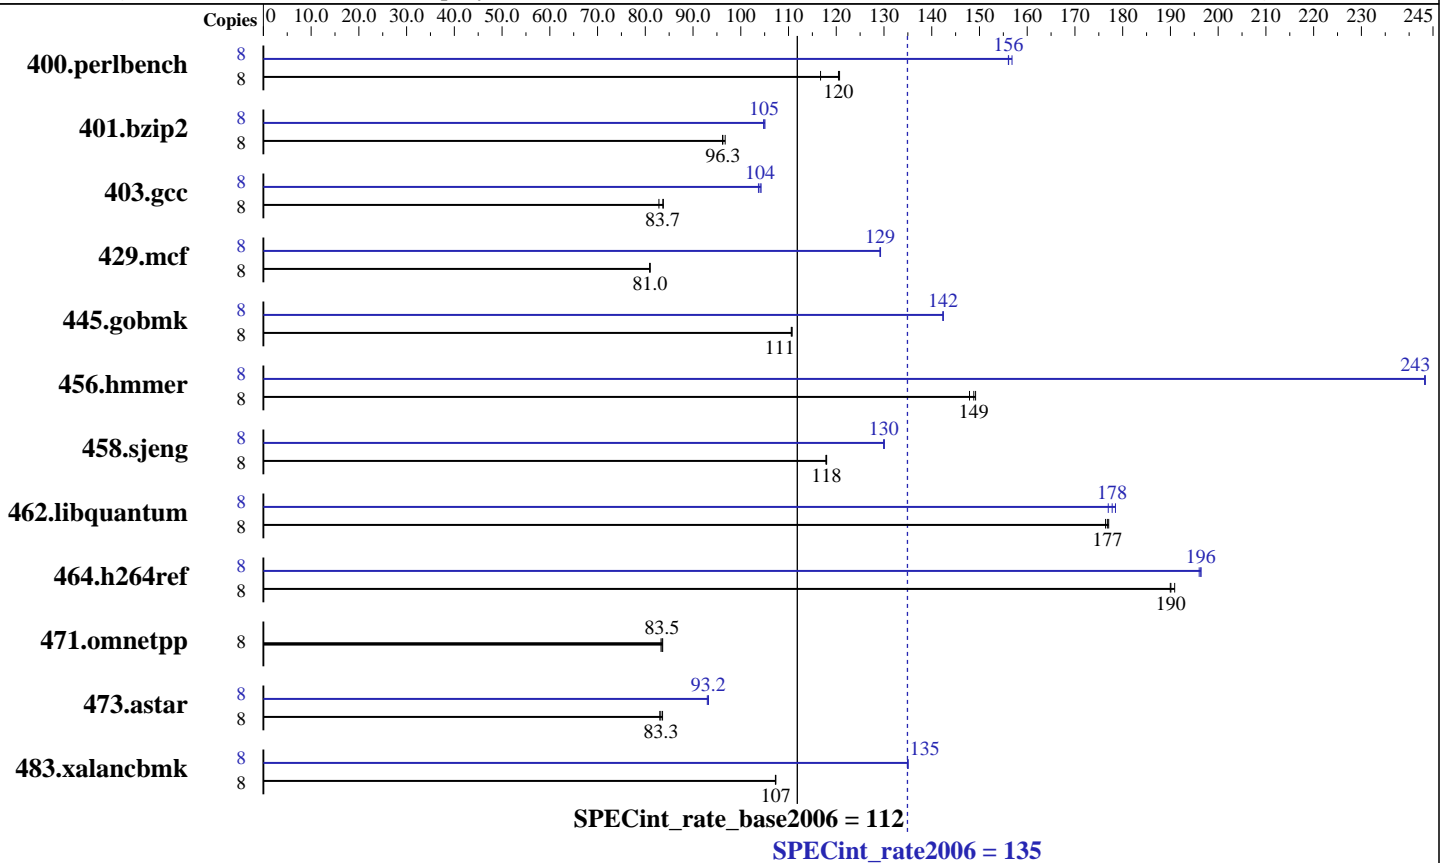 Copies 0 10.0 20.0 30.0 40.0 50.0 60.0 70.0 80.0 90.0 100 110 120 130 140 150 160 170 180 190 200 210 220 230 245
400.perlbench 8 156
8 120
401.bzip2 8 105
8 96.3
403.gcc 8 104
8 83.7
429.mcf 8 129
8 81.0
445.gobmk 8 142
8 111
456.hmmer 8 243
8 149
458.sjeng 8 130
8 118
462.libquantum 8 178
8 177
464.h264ref 8 196
8 190
471.omnetpp 8 83.5
473.astar 8 93.2
8 83.3
483.xalancbmk 8 135
8 107
SPECint_rate_base2006 = 112
SPECint_rate2006 = 135